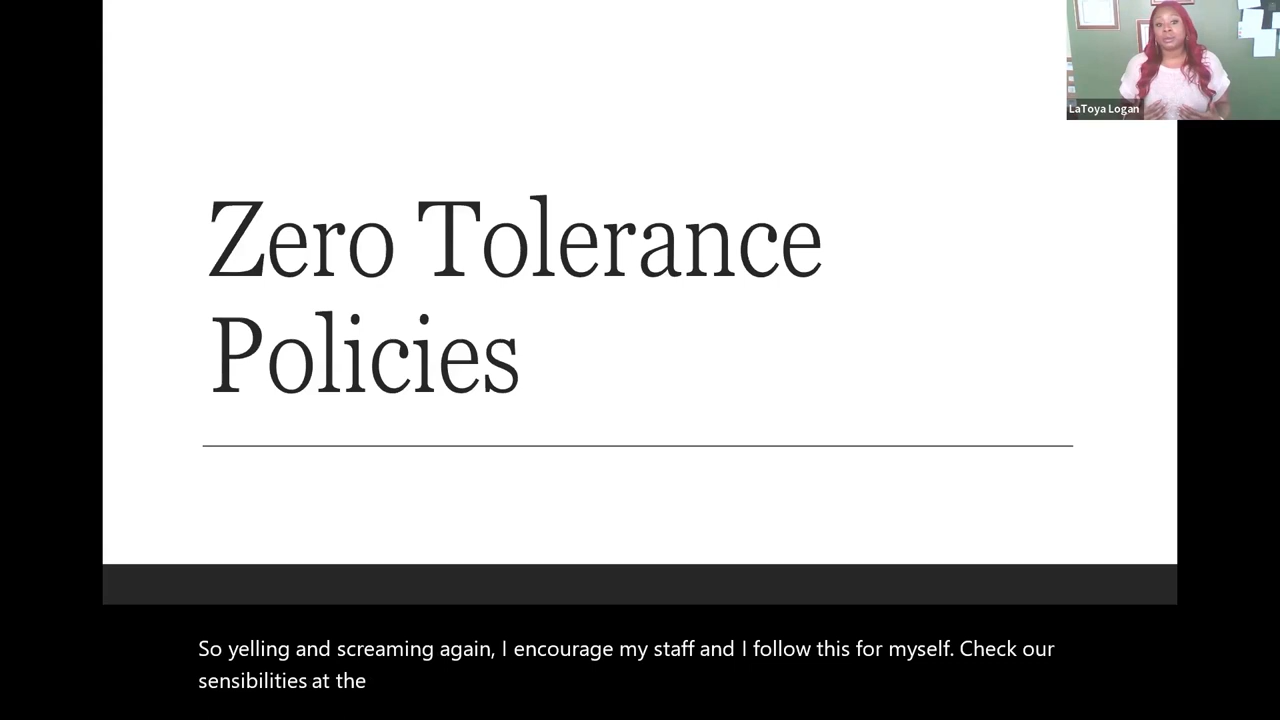 LaToya Logan
Zero Tolerance
Policies
So yelling and screaming again, I encourage my staff and I follow this for myself. Check our
sensibilities at the